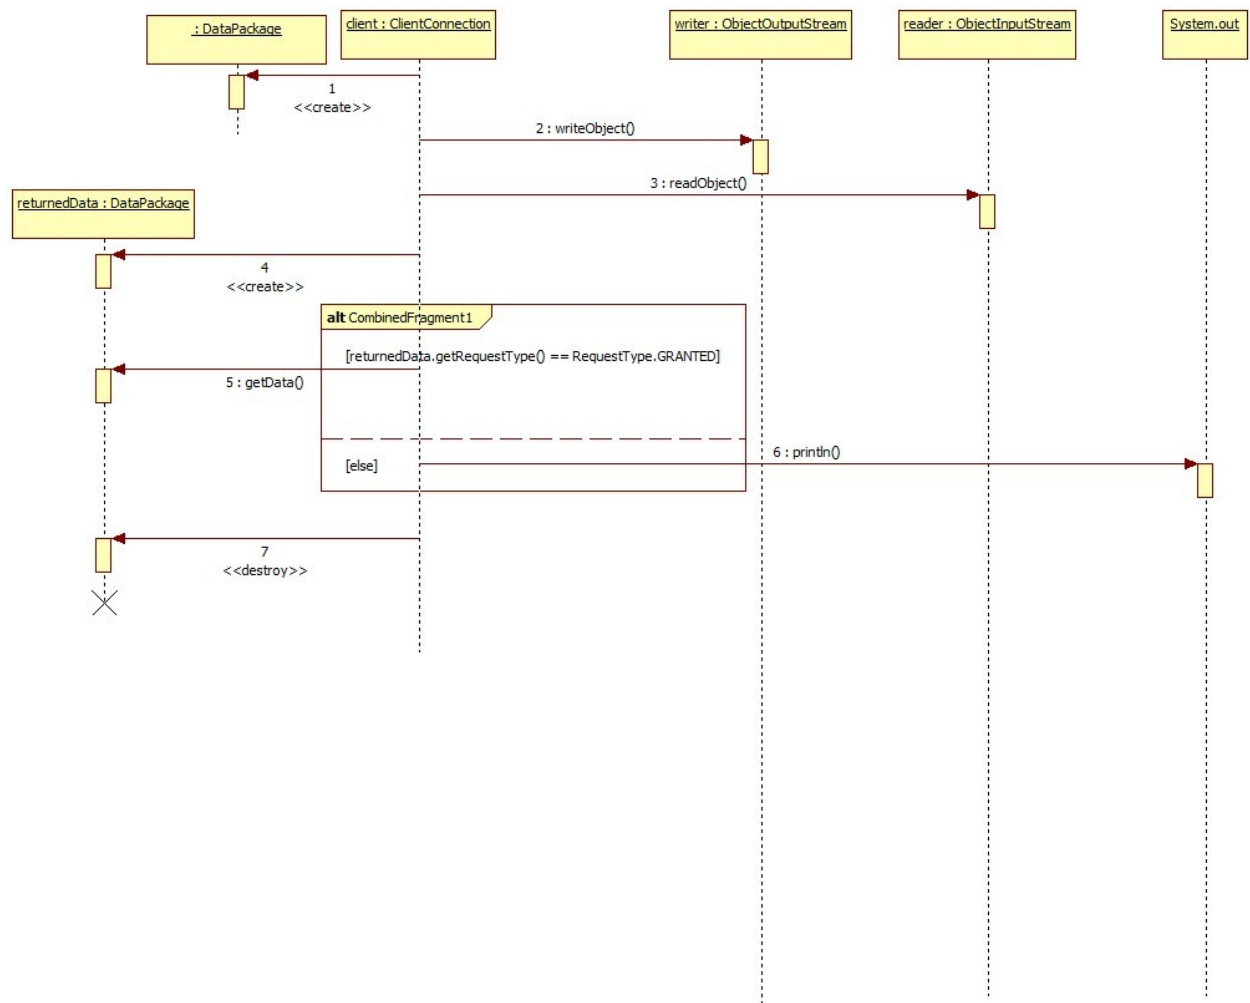 : DataPackage
client : ClientConnection
writer : ObjectOutputStream
reader : ObjectInputStream
System.out
1
<<create>>
2 : writeObject()
3 : readObject()
returnedData : DataPackage
4
<<create>>
alt CombinedFragment1
[returnedData.getRequestType() == RequestType.GRANTED]
5 : getData()
6 : println()
[else]
7
<<destroy>>